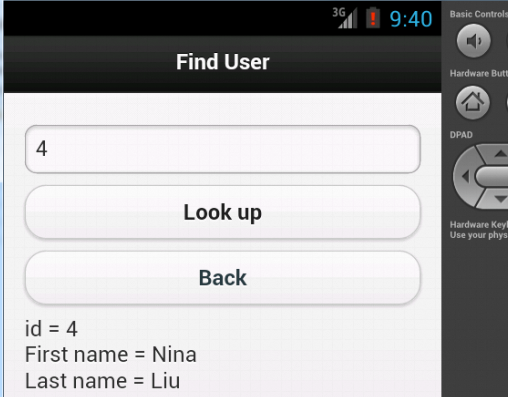 3G 9:40
Find User
4
Look up
Back
id = 4
First name = Nina
Last name = Liu
Basic Controls
Hardware Butt
DPAD
Hardware Key
Use your phys